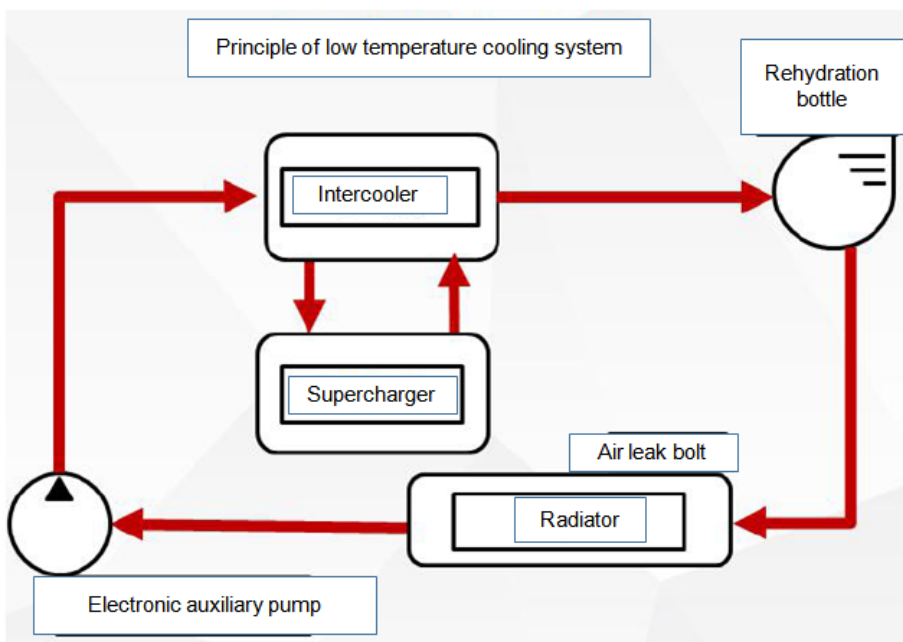 Principle of low temperature cooling system
Rehydration
bottle
Intercooler
Supercharger
Air leak bolt
Radiator
Electronic auxiliary pump